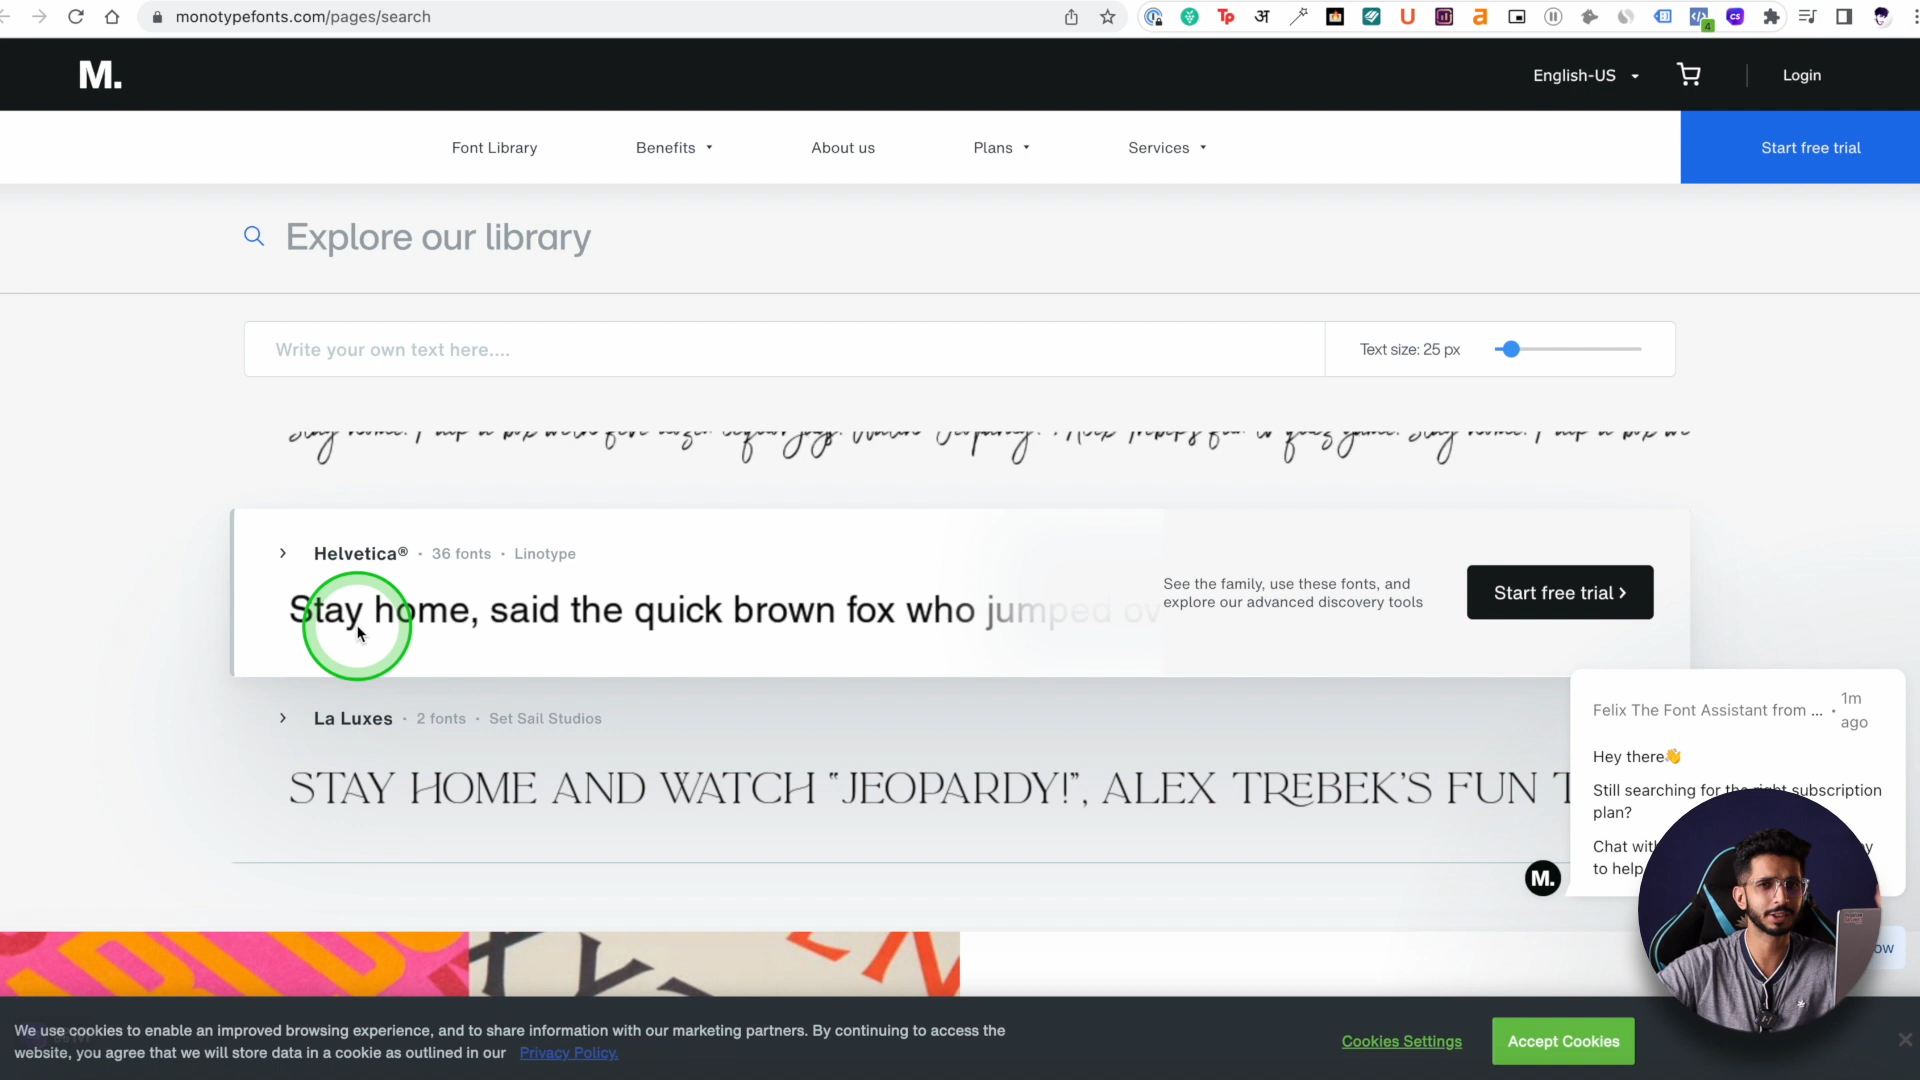 monotypefonts.com/pages/search
M.
English-US
Login
Font Library
Benefits
About us
Plans
Services
Start free trial
Explore our library
Write your own text here....
Text size: 25 px
Helvetica® · 36 fonts · Linotype
Stay home, said the quick brown fox who jumped ov
See the family, use these fonts, and
explore our advanced discovery tools
Start free trial ›
La Luxes · 2 fonts · Set Sail Studios
STAY HOME AND WATCH “JEOPARDY!”, ALEX TREBEK’S FUN T
Felix The Font Assistant from ... · 1m
ago
Hey there👋
Still searching for the right subscription
plan?
Chat with
to help
M.
We use cookies to enable an improved browsing experience, and to share information with our marketing partners. By continuing to access the
website, you agree that we will store data in a cookie as outlined in our Privacy Policy.
Cookies Settings
Accept Cookies